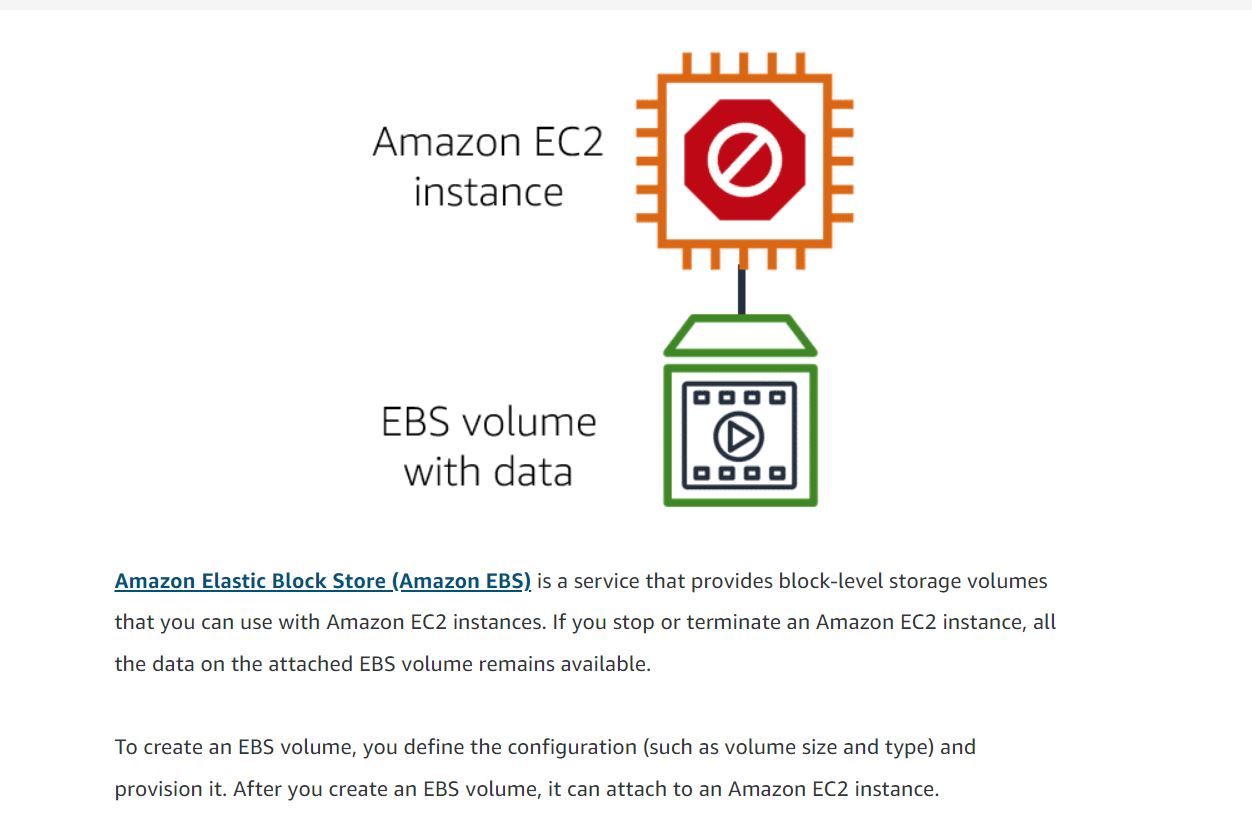 Amazon EC2
instance
EBS volume
with data
Amazon Elastic Block Store (Amazon EBS) is a service that provides block-level storage volumes
that you can use with Amazon EC2 instances. If you stop or terminate an Amazon EC2 instance, all
the data on the attached EBS volume remains available.
To create an EBS volume, you define the configuration (such as volume size and type) and
provision it. After you create an EBS volume, it can attach to an Amazon EC2 instance.